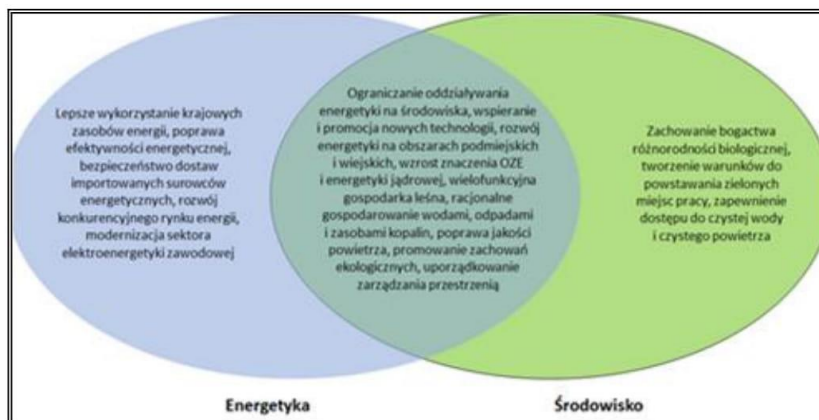 Lepsze wykorzystanie krajowych
zasobów energii, poprawa
efektywności energetycznej,
bezpieczeństwo dostaw
importowanych surowców
energetycznych, rozwój
konkurencyjnego rynku energii,
modernizacja sektora
elektroenergetyki zawodowej
Ograniczanie oddziaływania
energetyki na środowiska, wspieranie
i promocja nowych technologii, rozwój
energetyki na obszarach podmiejskich
i wiejskich, wzrost znaczenia OZE
i energetyki jądrowej, wielofunkcyjna
gospodarka leśna, racjonalne
gospodarowanie wodami, odpadami
i zasobami kopalin, poprawa jakości
powietrza, promowanie zachowań
ekologicznych, uporządkowanie
zarządzania przestrzenią
Zachowanie bogactwa
różnorodności biologicznej,
tworzenie warunków do
powstawania zielonych
miejsc pracy, zapewnienie
dostępu do czystej wody
i czystego powietrza
Energetyka
Środowisko